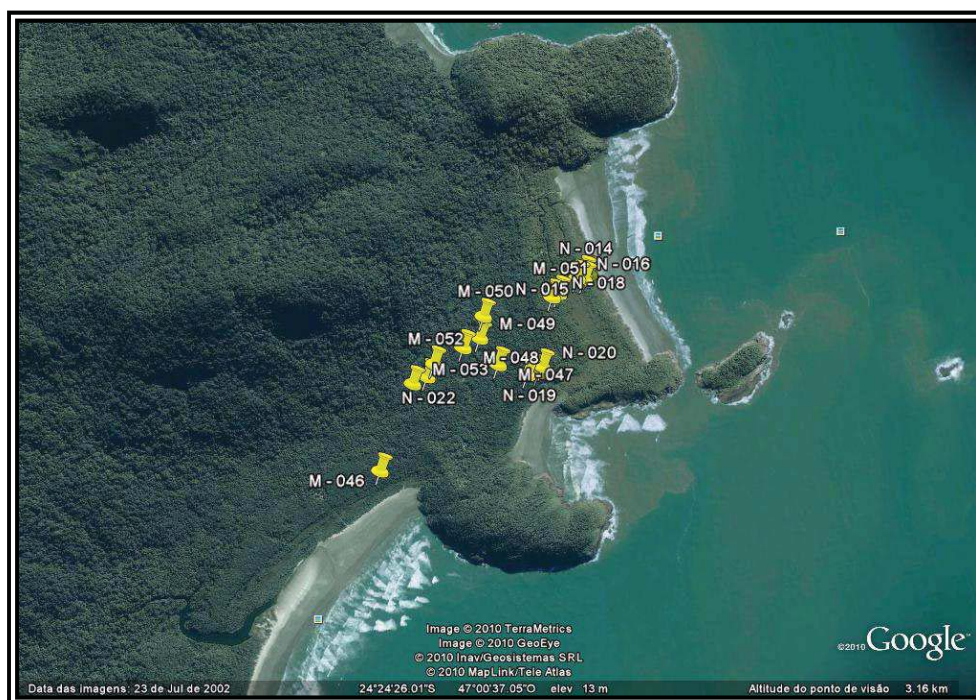 N - 014
M - 051 N - 016
M - 050 N - 015 N - 018
M - 049
M - 052
M - 048 N - 020
M - 053 M - 047
N - 022 N - 019
M - 046
Image © 2010 TerraMetrics
Image © 2010 GeoEye
© 2010 Inav/Geosistemas SRL
© 2010 MapLink/Tele Atlas
©2010 Google
Data das imagens: 23 de Jul de 2002 24°24'26.01"S 47°00'37.05"O elev 13 m Altitude do ponto de visão 3.16 km